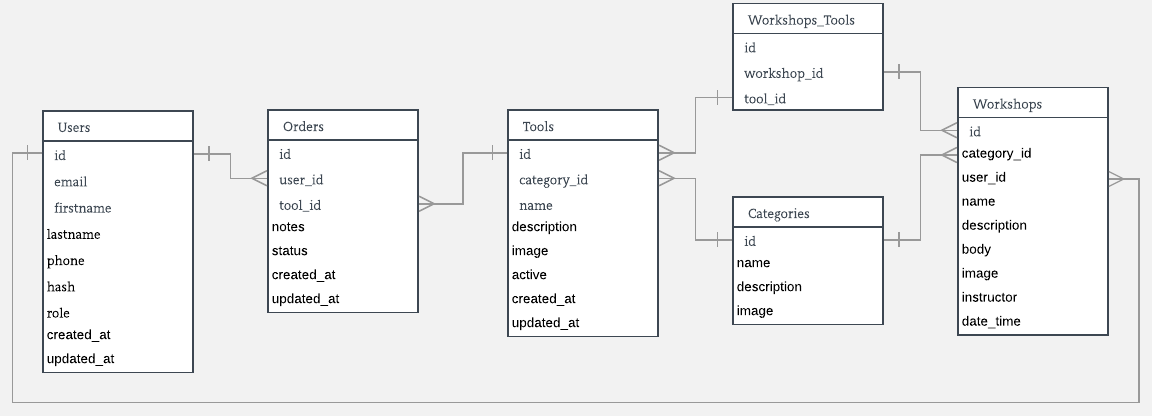 Users
id
email
firstname
lastname
phone
hash
role
created_at
updated_at
Orders
id
user_id
tool_id
notes
status
created_at
updated_at
Tools
id
category_id
name
description
image
active
created_at
updated_at
Workshops_Tools
id
workshop_id
tool_id
Categories
id
name
description
image
Workshops
id
category_id
user_id
name
description
body
image
instructor
date_time